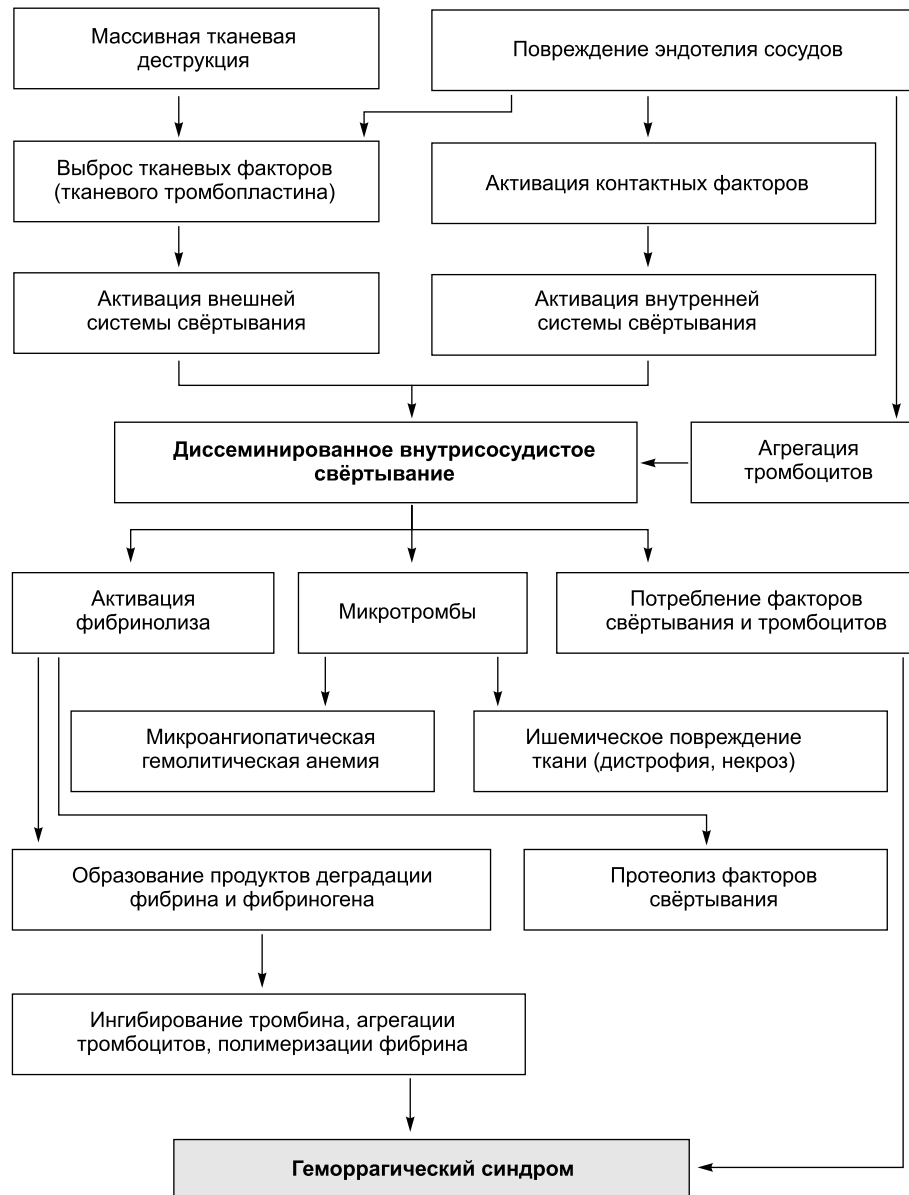 Массивная тканевая
деструкция
Повреждение эндотелия сосудов
Выброс тканевых факторов
(тканевого тромбопластина)
Активация контактных факторов
Активация внешней
системы свёртывания
Активация внутренней
системы свёртывания
Диссеминированное внутрисосудистое
свёртывание
Агрегация
тромбоцитов
Активация
фибринолиза
Микротромбы
Потребление факторов
свёртывания и тромбоцитов
Микроангиопатическая
гемолитическая анемия
Ишемическое повреждение
ткани (дистрофия, некроз)
Образование продуктов деградации
фибрина и фибриногена
Протеолиз факторов
свёртывания
Ингибирование тромбина, агрегации
тромбоцитов, полимеризации фибрина
Геморрагический синдром